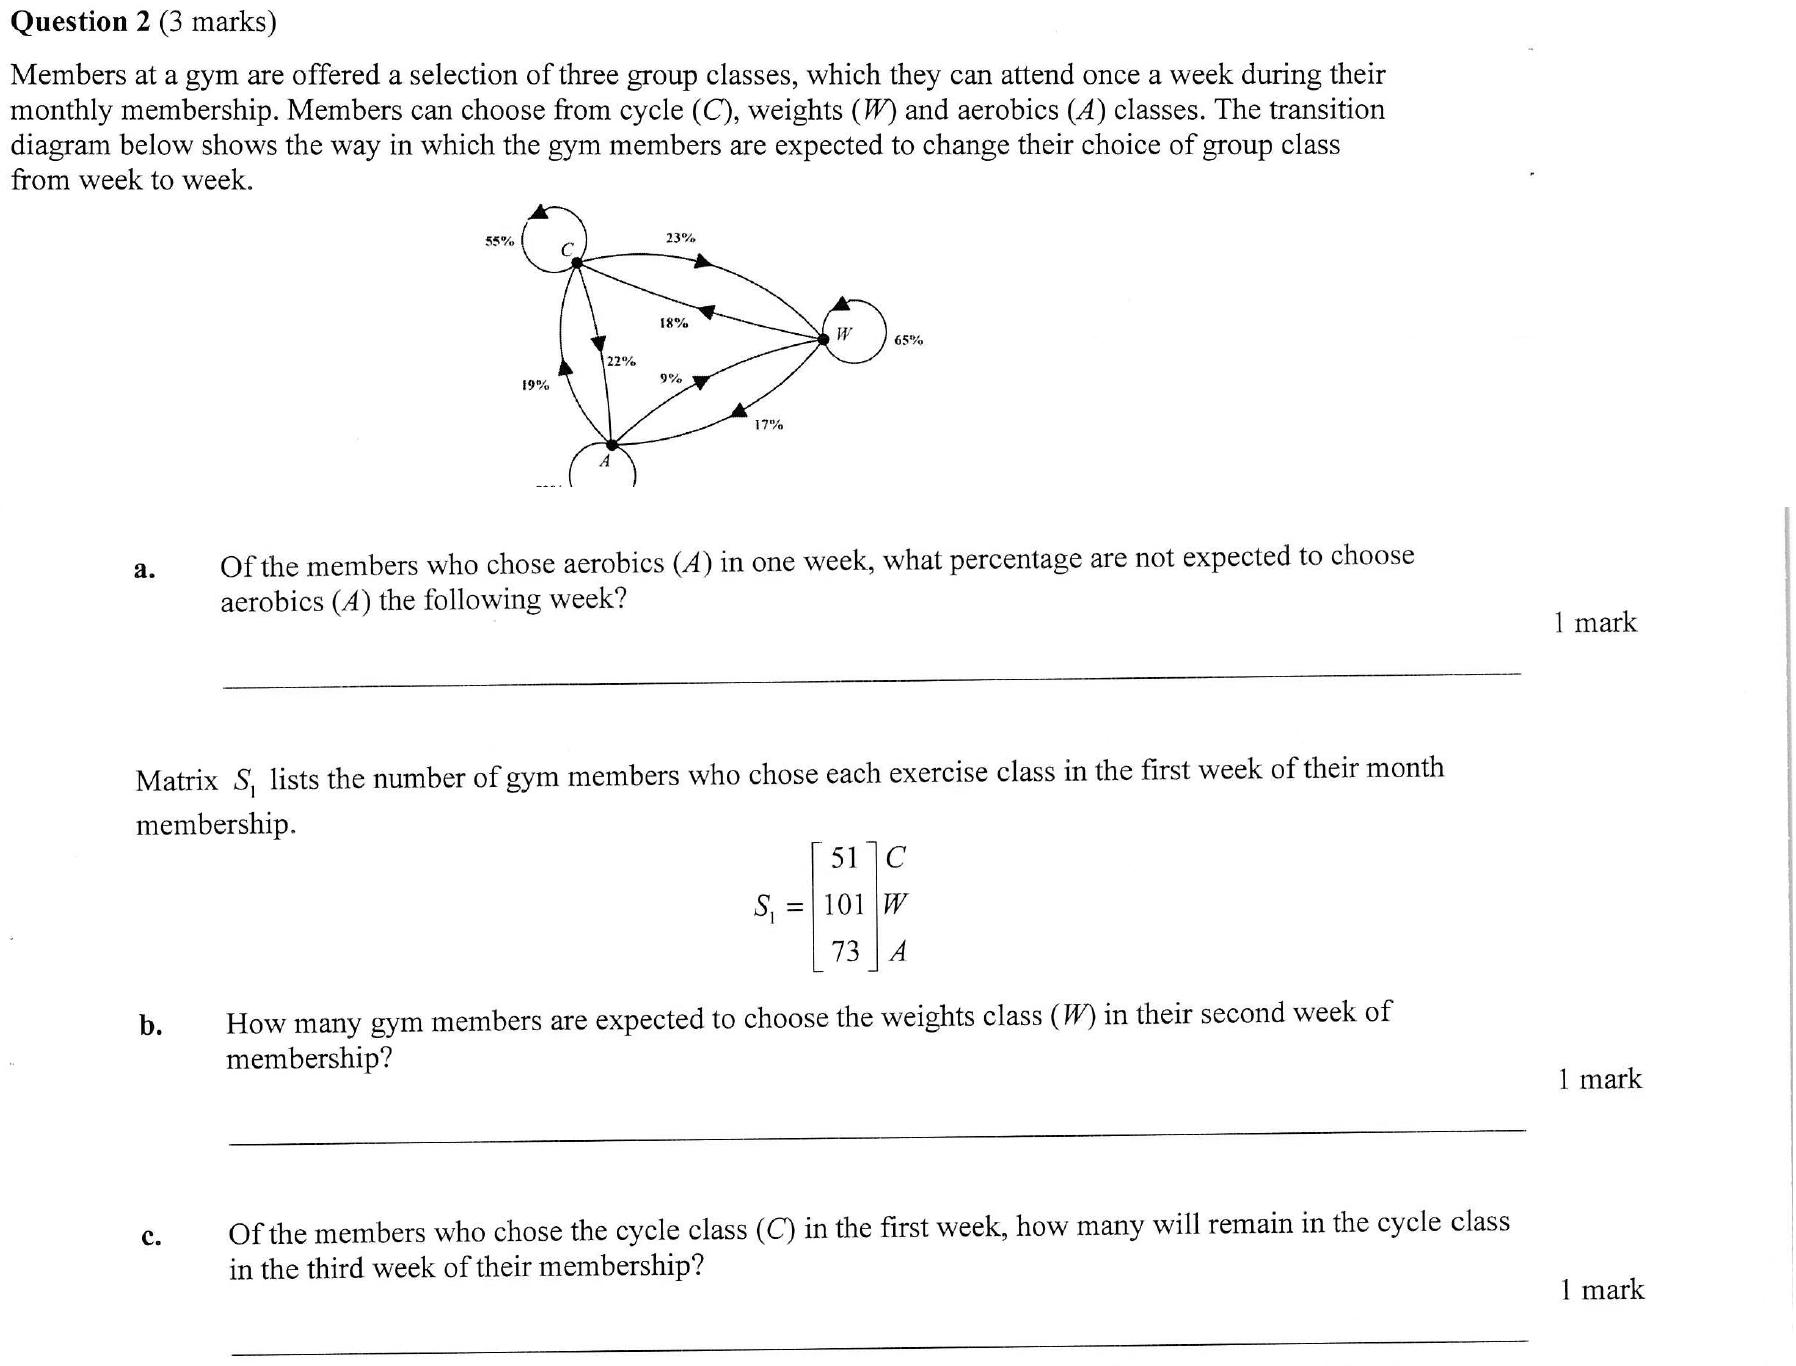 Question 2 (3 marks)
Members at a gym are offered a selection of three group classes, which they can attend once a week during their
monthly membership. Members can choose from cycle (C), weights (W) and aerobics (A) classes. The transition
diagram below shows the way in which the gym members are expected to change their choice of group class
from week to week.
55%
C
23%
18%
W
65%
22%
19%
9%
17%
A
a. Of the members who chose aerobics (A) in one week, what percentage are not expected to choose
aerobics (A) the following week?
1 mark
Matrix S₁ lists the number of gym members who chose each exercise class in the first week of their month
membership.
51 C
S₁ = 101 W
73 A
b. How many gym members are expected to choose the weights class (W) in their second week of
membership?
1 mark
c. Of the members who chose the cycle class (C) in the first week, how many will remain in the cycle class
in the third week of their membership?
1 mark